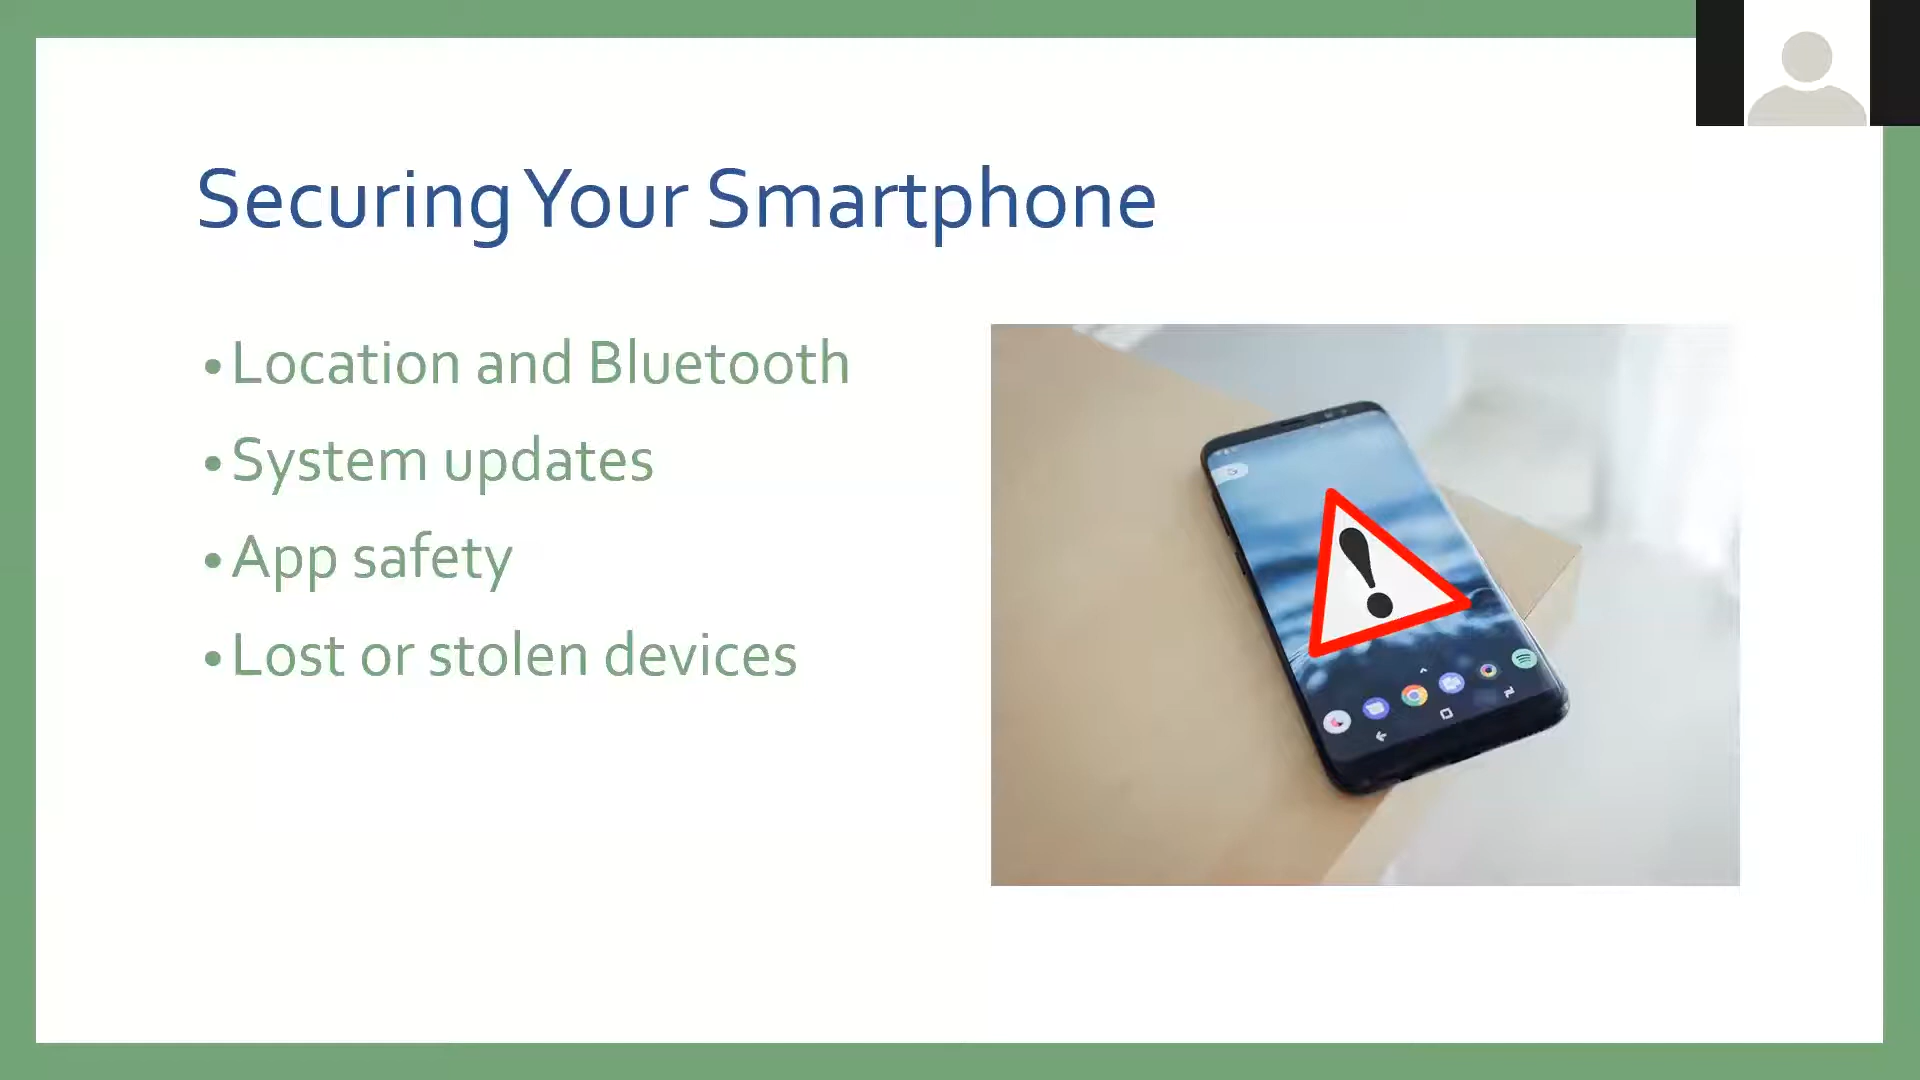 Securing Your Smartphone
• Location and Bluetooth
• System updates
• App safety
• Lost or stolen devices